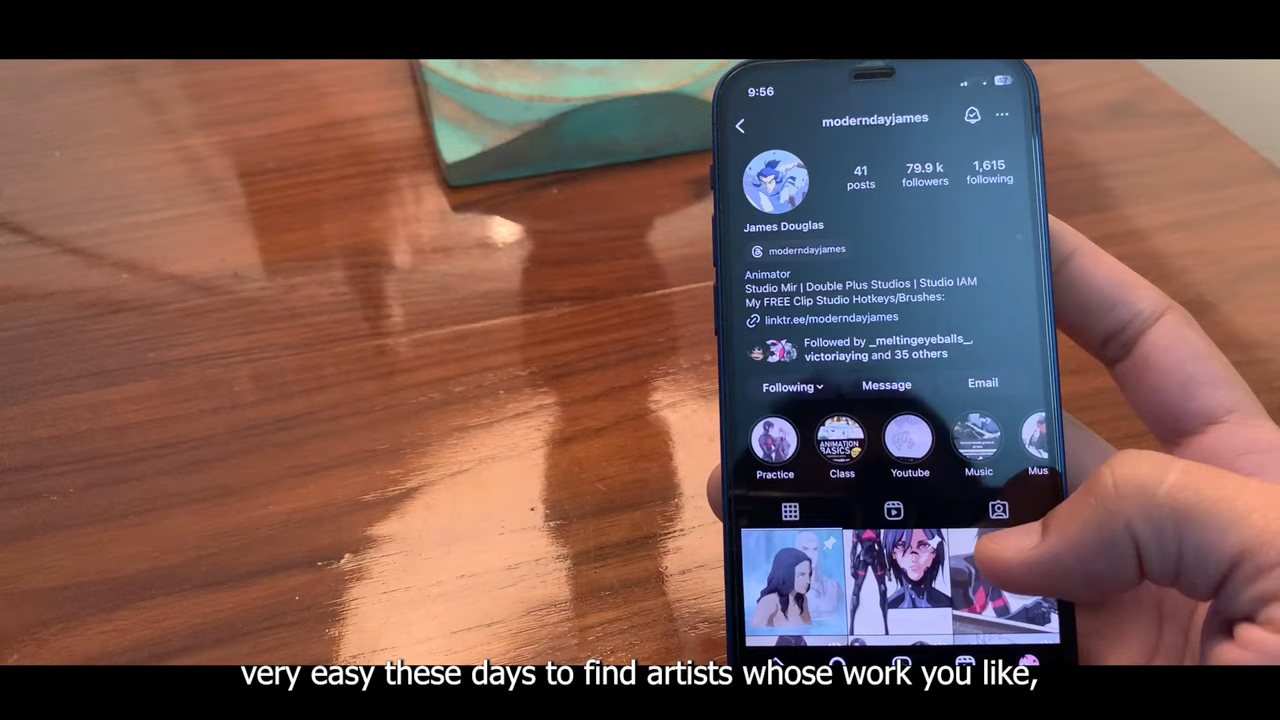 9:56
47
moderndayjames
41
posts
79.9 k
followers
1,615
following
James Douglas
moderndayjames
Animator
Studio Mir | Double Plus Studios | Studio IAM
My FREE Clip Studio Hotkeys/Brushes:
linktr.ee/moderndayjames
Followed by _meltingeyeballs_,
victoriaying and 35 others
Following
Message
Email
ANIMATION
BASICS
Practice
Class
Youtube
Music
Mus
very easy these days to find artists whose work you like,